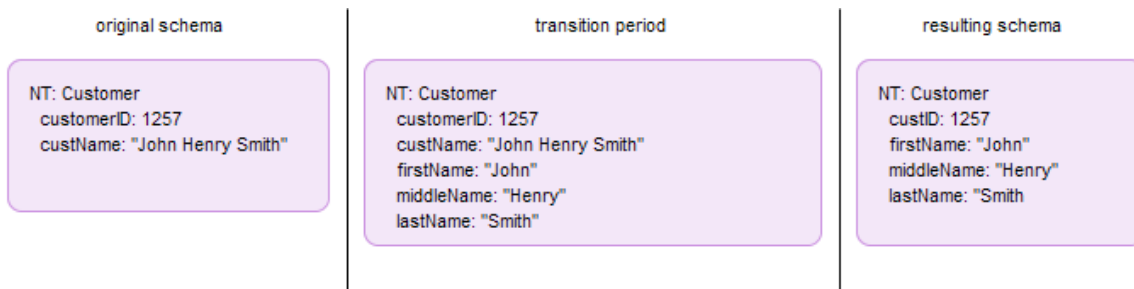 original schema
NT: Customer
customerID: 1257
custName: "John Henry Smith"
transition period
NT: Customer
customerID: 1257
custName: "John Henry Smith"
firstName: "John"
middleName: "Henry"
lastName: "Smith"
resulting schema
NT: Customer
custID: 1257
firstName: "John"
middleName: "Henry"
lastName: "Smith